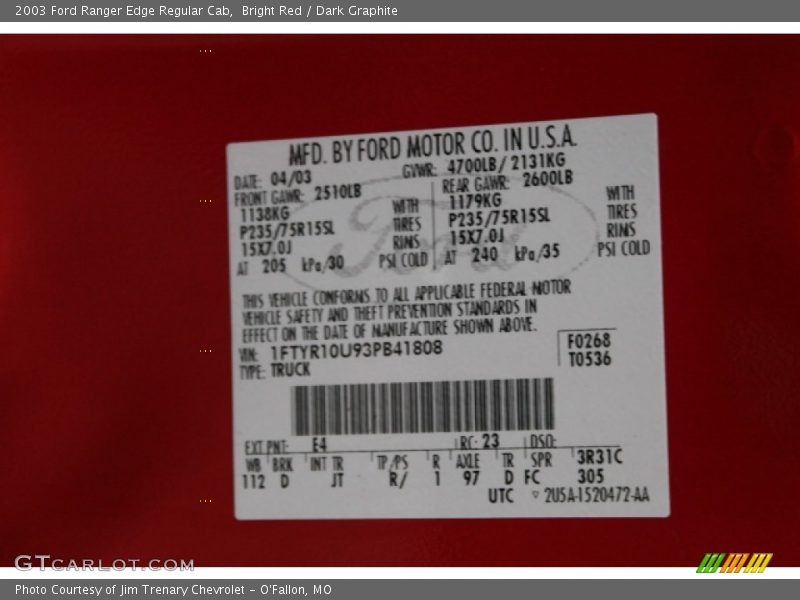 2003 Ford Ranger Edge Regular Cab,  Bright Red / Dark Graphite
MFD. BY FORD MOTOR CO. IN U.S.A.
DATE: 04/03 GVWR: 4700LB/ 2131KG
FRONT GAWR: 2510LB REAR GAWR: 2600LB
1138KG WITH 1179KG WITH
P235/75R15SL TIRES P235/75R15SL TIRES
15X7.0J RIMS 15X7.0J RIMS
AT 205 kPa/30 PSI COLD AT 240 kPa/35 PSI COLD
Ford
THIS VEHICLE CONFORMS TO ALL APPLICABLE FEDERAL MOTOR
VEHICLE SAFETY AND THEFT PREVENTION STANDARDS IN
EFFECT ON THE DATE OF MANUFACTURE SHOWN ABOVE.
VIN: 1FTYR10U93PB41808 F0268
TYPE: TRUCK T0536
EXT PNT: E4 RC: 23 DSO:
WB BRK INT TR TP/PS R AXLE TR SPR 3R31C
112 D JT R/ 1 97 D FC 305
UTC ▽ 2U5A-1520472-AA
GTCARLOT.COM
Photo Courtesy of Jim Trenary Chevrolet - O'Fallon, MO